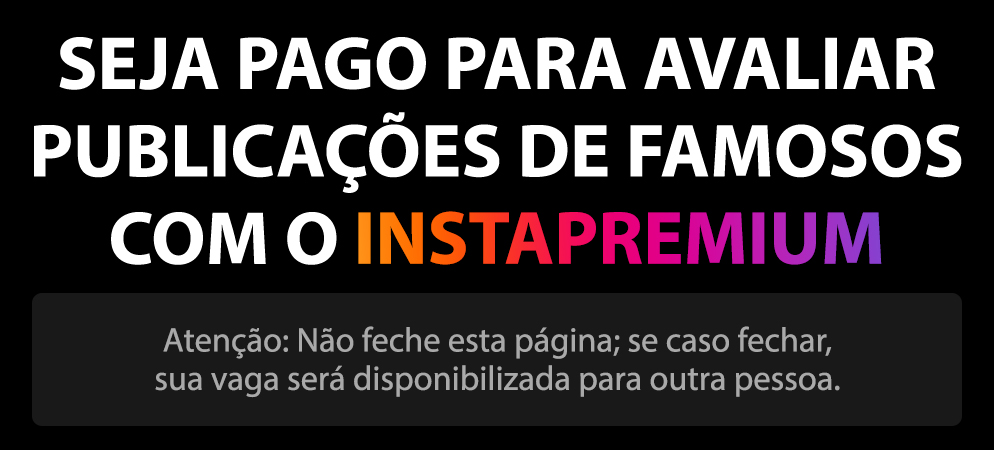 SEJA PAGO PARA AVALIAR
PUBLICAÇÕES DE FAMOSOS
COM O INSTAPREMIUM
Atenção: Não feche esta página; se caso fechar,
sua vaga será disponibilizada para outra pessoa.